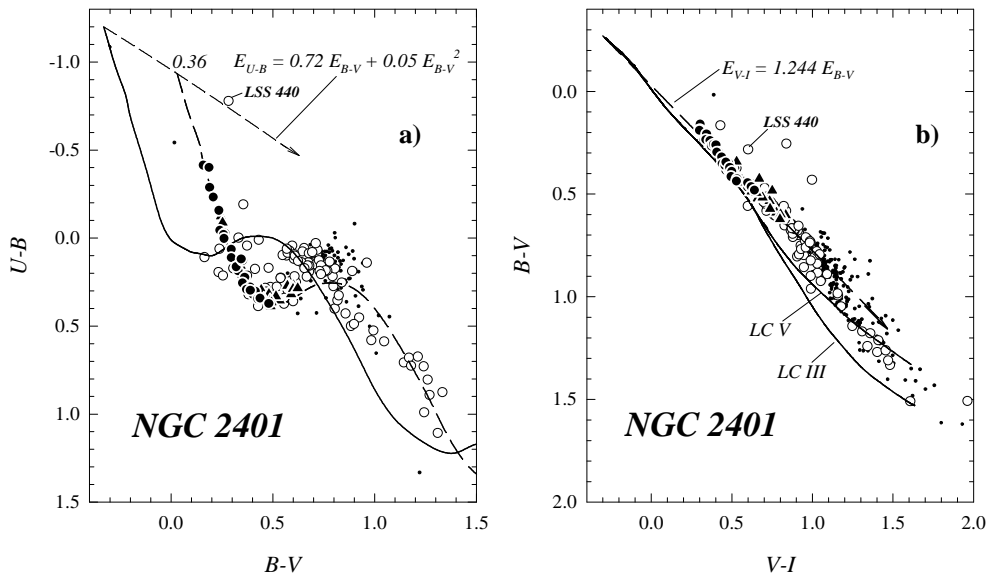 -1.0
-0.5
0.0
0.5
1.0
1.5
U-B
0.36
E_{U-B} = 0.72 E_{B-V} + 0.05 E_{B-V}^2
LSS 440
a)
NGC 2401
0.0
0.5
1.0
1.5
B-V
0.0
0.5
1.0
1.5
2.0
B-V
E_{V-I} = 1.244 E_{B-V}
LSS 440
b)
LC V
LC III
NGC 2401
0.0
0.5
1.0
1.5
2.0
V-I